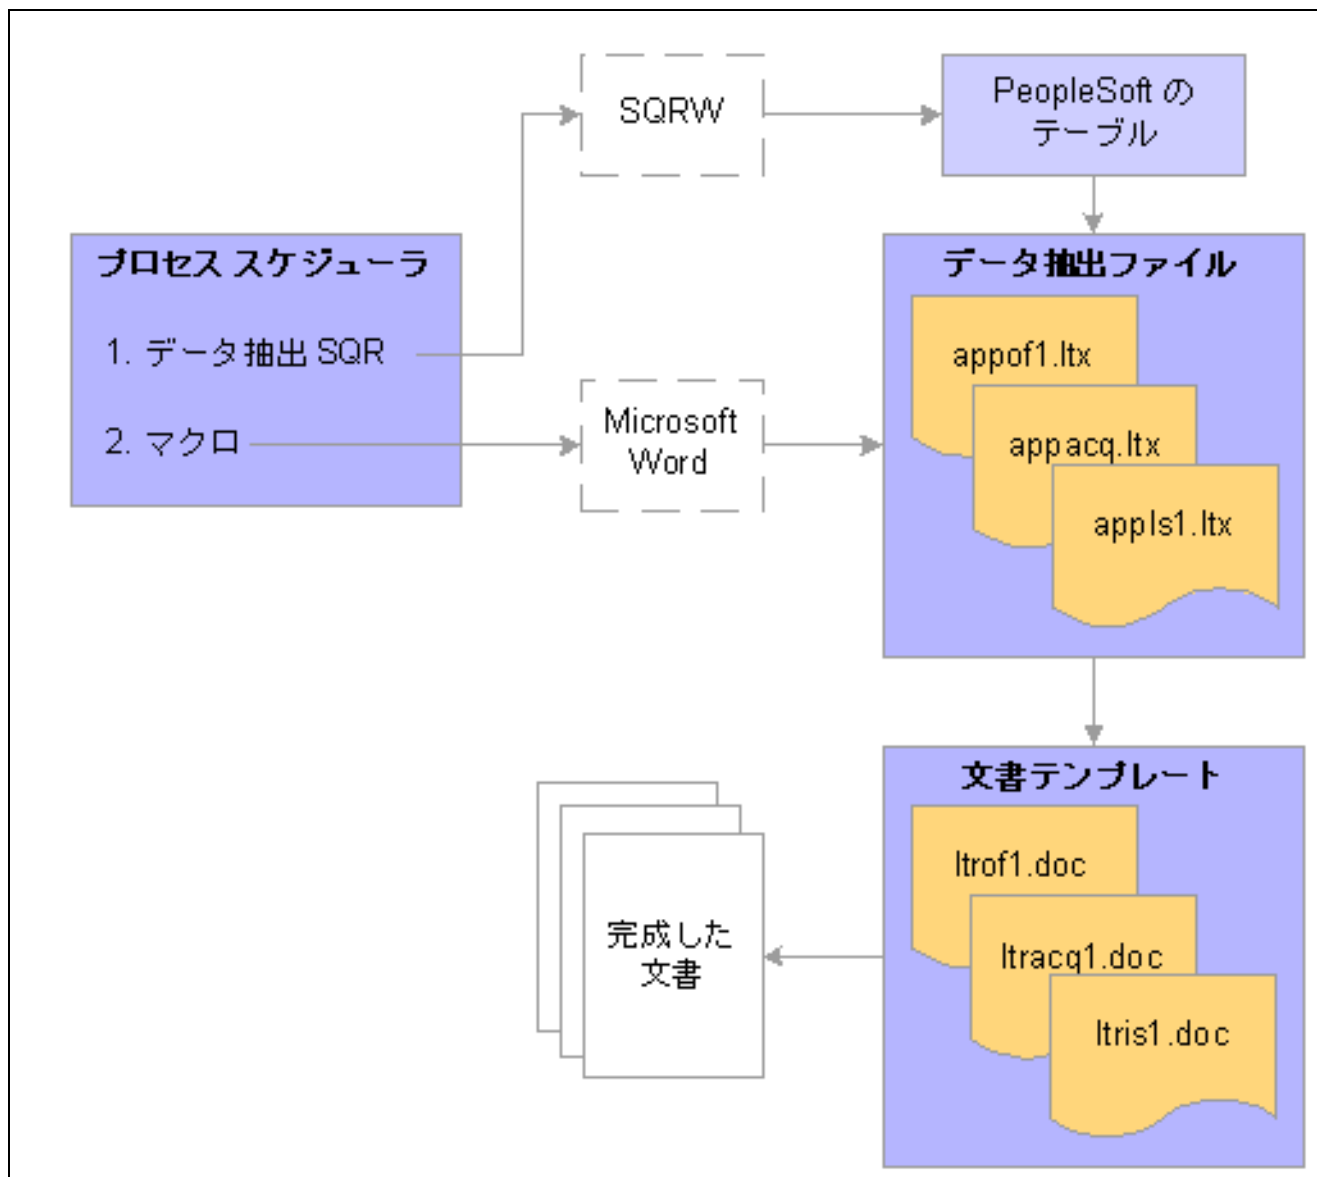 SQRW
PeopleSoft の
テーブル
プロセス スケジューラ
1. データ抽出 SQR
2. マクロ
Microsoft
Word
データ抽出ファイル
appof1.ltx
appacq.ltx
appls1.ltx
文書テンプレート
ltrof1.doc
ltracq1.doc
ltris1.doc
完成した
文書